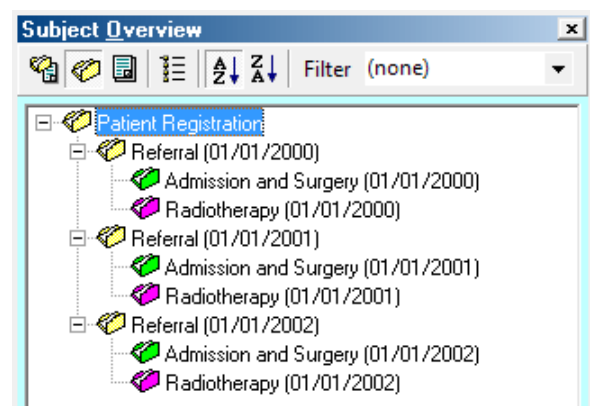 Subject Overview
Filter (none)
Patient Registration
Referral (01/01/2000)
Admission and Surgery (01/01/2000)
Radiotherapy (01/01/2000)
Referral (01/01/2001)
Admission and Surgery (01/01/2001)
Radiotherapy (01/01/2001)
Referral (01/01/2002)
Admission and Surgery (01/01/2002)
Radiotherapy (01/01/2002)